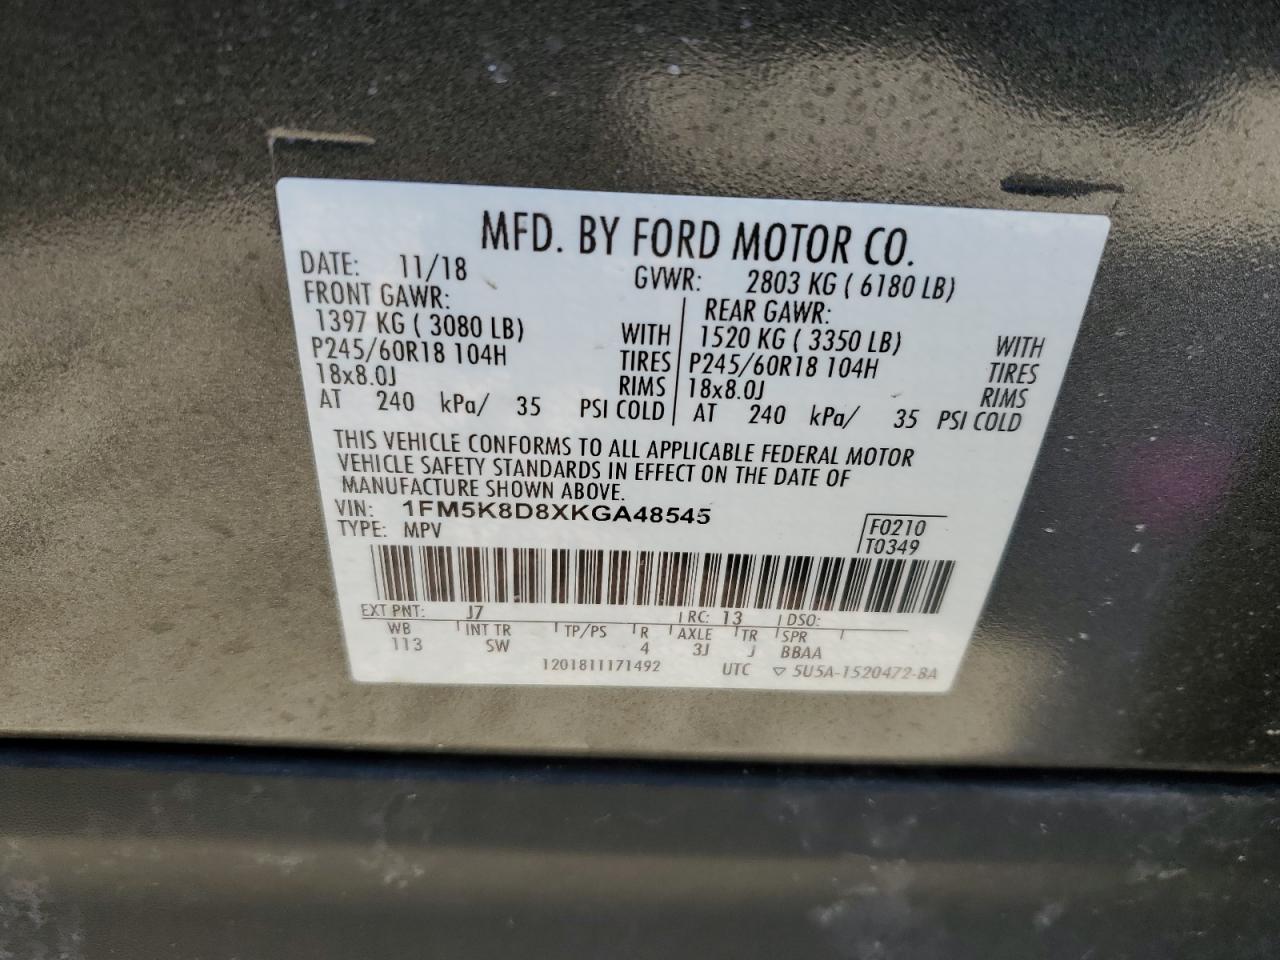 MFD. BY FORD MOTOR CO.
DATE: 11/18 GVWR: 2803 KG ( 6180 LB)
FRONT GAWR: REAR GAWR:
1397 KG ( 3080 LB) WITH 1520 KG ( 3350 LB) WITH
P245/60R18 104H TIRES P245/60R18 104H TIRES
18x8.0J RIMS 18x8.0J RIMS
AT 240 kPa/ 35 PSI COLD AT 240 kPa/ 35 PSI COLD
THIS VEHICLE CONFORMS TO ALL APPLICABLE FEDERAL MOTOR
VEHICLE SAFETY STANDARDS IN EFFECT ON THE DATE OF
MANUFACTURE SHOWN ABOVE.
VIN: 1FM5K8D8XKGA48545 F0210
TYPE: MPV T0349
EXT PNT: J7 RC: 13 DSO:
WB INT TR TP/PS R AXLE TR SPR
113 SW 4 3J J BBAA
1201811171492 UTC ▽ 5U5A-1520472-BA